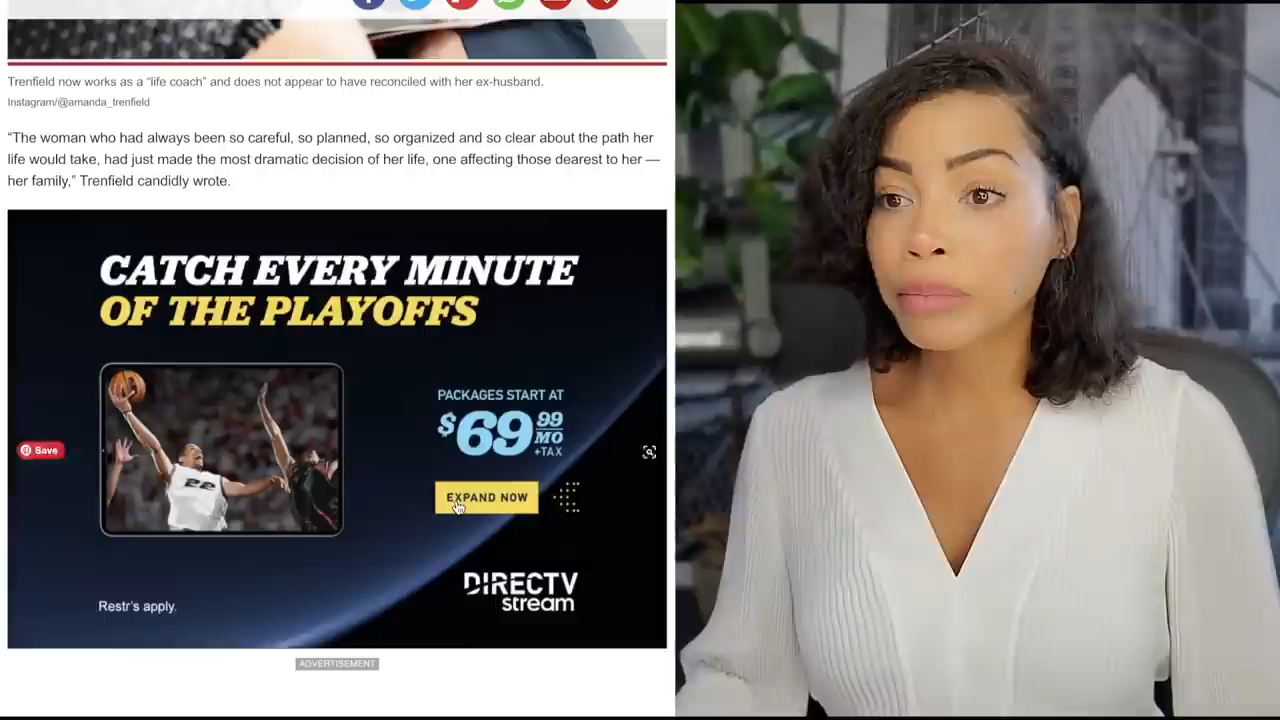 Trenfield now works as a “life coach” and does not appear to have reconciled with her ex-husband.
Instagram/@amanda_trenfield
“The woman who had always been so careful, so planned, so organized and so clear about the path her
life would take, had just made the most dramatic decision of her life, one affecting those dearest to her —
her family,” Trenfield candidly wrote.
CATCH EVERY MINUTE
OF THE PLAYOFFS
22
PACKAGES START AT
$69 99
MO
+TAX
Save
EXPAND NOW
DIRECTV
stream
Restr’s apply.
ADVERTISEMENT